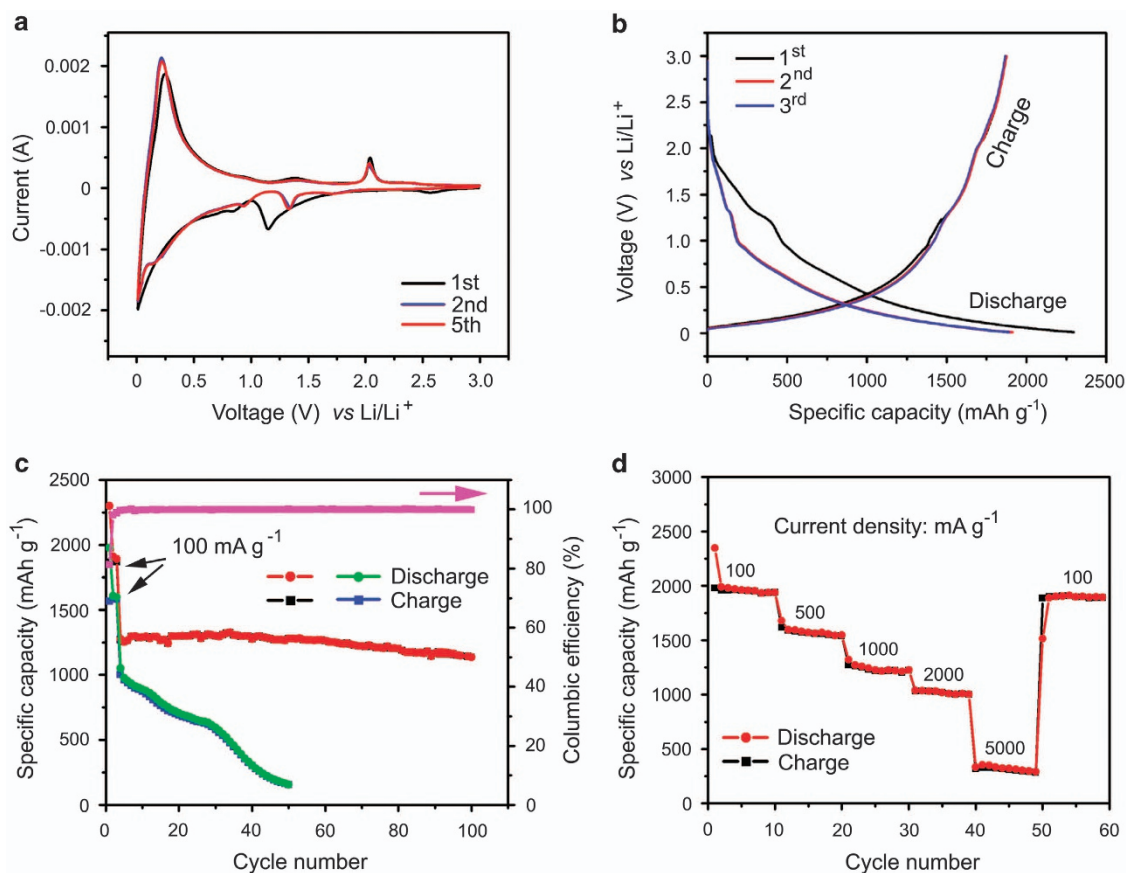 a
0.002
0.001
0
-0.001
-0.002
Current (A)
1st
2nd
5th
0 0.5 1.0 1.5 2.0 2.5 3.0
Voltage (V) vs Li/Li⁺
b
3.0
2.5
2.0
1.5
1.0
0.5
0
Voltage (V) vs Li/Li⁺
1ˢᵗ
2ⁿᵈ
3ʳᵈ
Charge
Discharge
0 500 1000 1500 2000 2500
Specific capacity (mAh g⁻¹)
c
2500
2250
2000
1750
1500
1250
1000
750
500
250
0
Specific capacity (mAh g⁻¹)
100 mA g⁻¹
Discharge
Charge
100
80
60
40
20
0
Columbic efficiency (%)
0 20 40 60 80 100
Cycle number
d
3000
2500
2000
1500
1000
500
0
Specific capacity (mAh g⁻¹)
Current density: mA g⁻¹
100
500
1000
2000
5000
100
Discharge
Charge
0 10 20 30 40 50 60
Cycle number